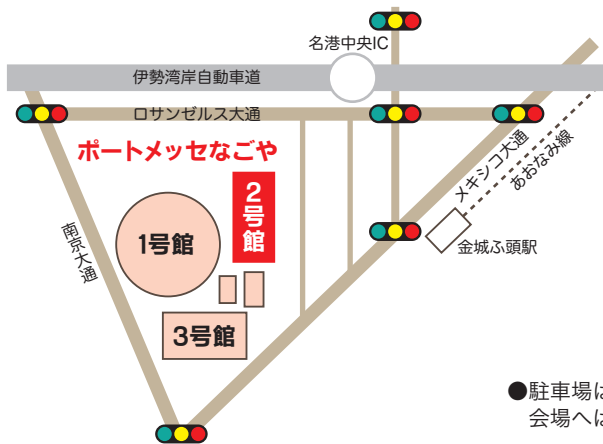 名港中央IC
伊勢湾岸自動車道
ロサンゼルス大通
ポートメッセなごや
メキシコ大通
あおなみ線
2号館
南京大通
1号館
金城ふ頭駅
3号館
●駐車場は
会場へは